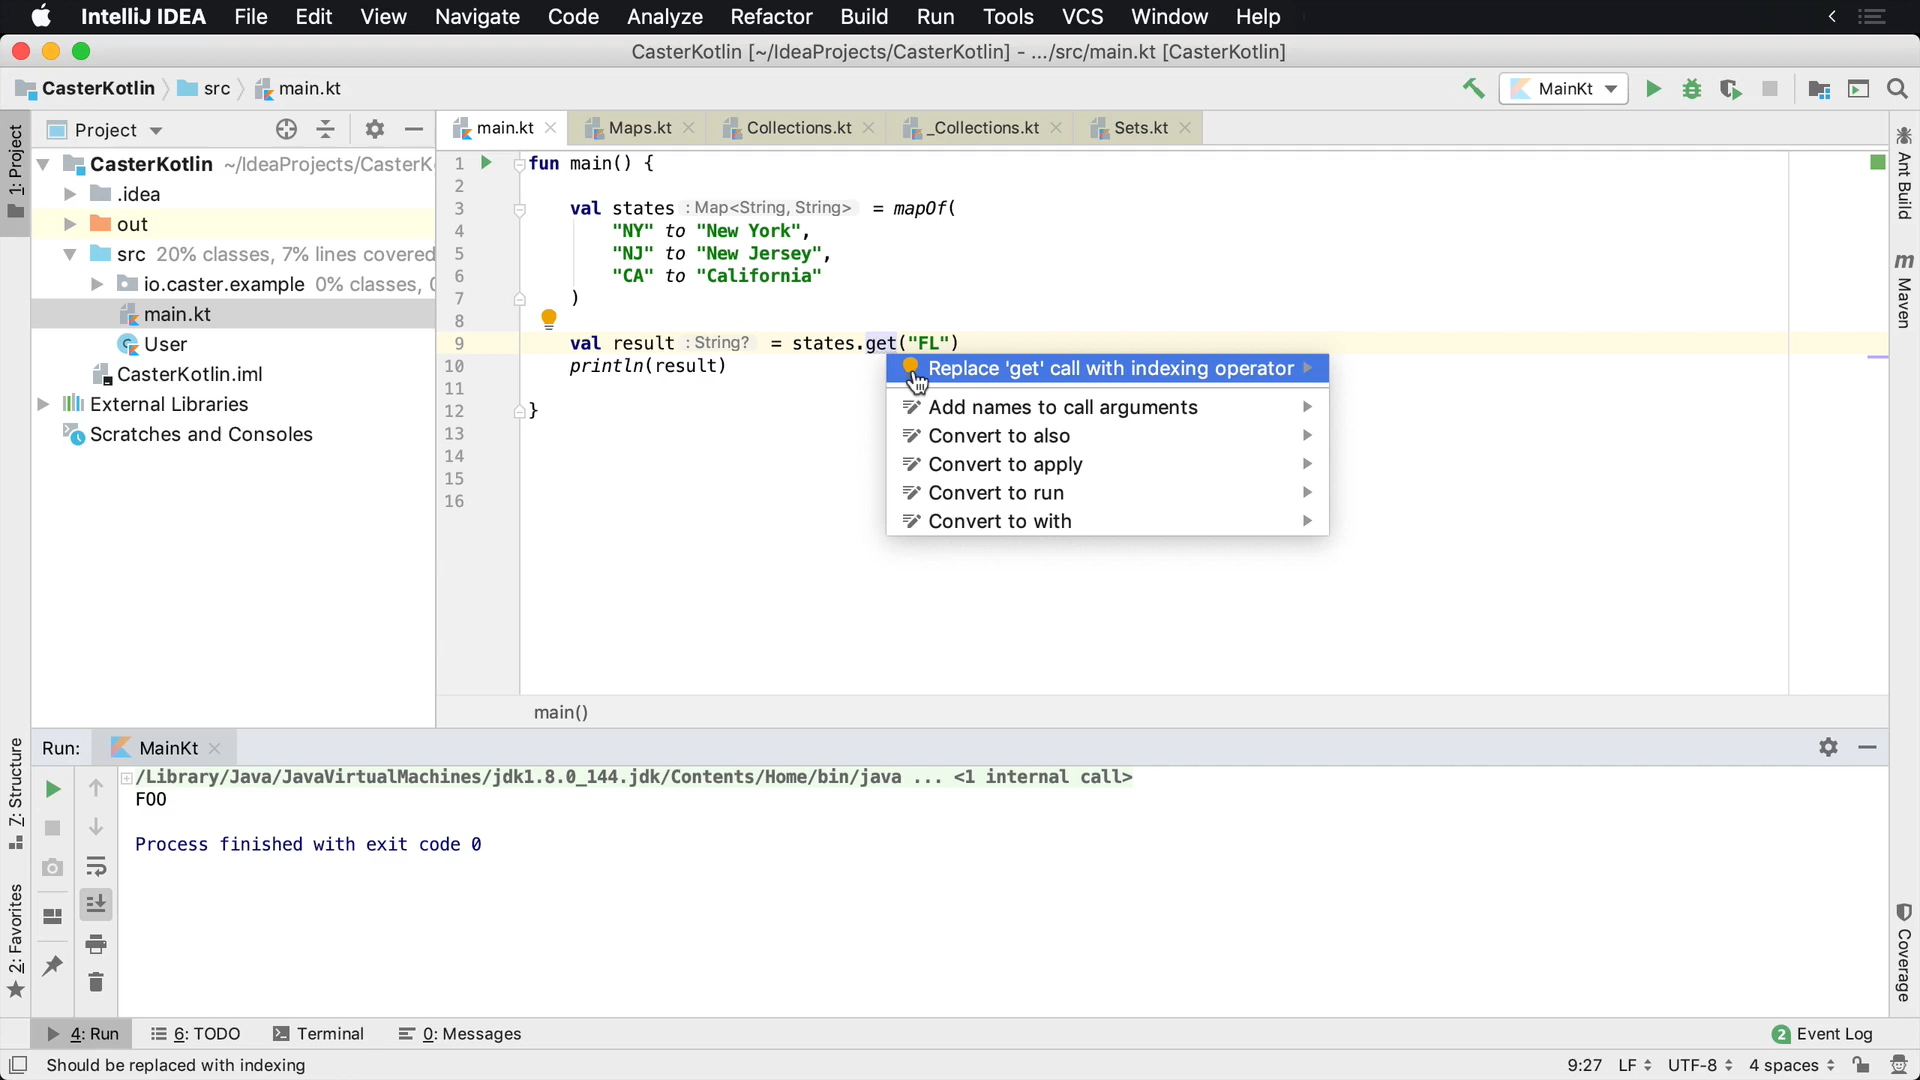 IntelliJ IDEA File Edit View Navigate Code Analyze Refactor Build Run Tools VCS Window Help
CasterKotlin [~/IdeaProjects/CasterKotlin] - .../src/main.kt [CasterKotlin]
CasterKotlin src main.kt MainKt
1: Project
Project
main.kt Maps.kt Collections.kt _Collections.kt Sets.kt
CasterKotlin ~/IdeaProjects/CasterK
.idea
out
src 20% classes, 7% lines covered
io.caster.example 0% classes, 0
main.kt
User
CasterKotlin.iml
External Libraries
Scratches and Consoles
1 fun main() {
2
3 val states : Map<String, String> = mapOf(
4 "NY" to "New York",
5 "NJ" to "New Jersey",
6 "CA" to "California"
7 )
8
9 val result : String? = states.get("FL")
10 println(result)
11
12 }
13
14
15
16
Replace 'get' call with indexing operator
Add names to call arguments
Convert to also
Convert to apply
Convert to run
Convert to with
main()
Ant Build
m Maven
Coverage
Z: Structure
2: Favorites
Run: MainKt
/Library/Java/JavaVirtualMachines/jdk1.8.0_144.jdk/Contents/Home/bin/java ... <1 internal call>
FOO
Process finished with exit code 0
4: Run 6: TODO Terminal 0: Messages 2 Event Log
Should be replaced with indexing 9:27 LF UTF-8 4 spaces